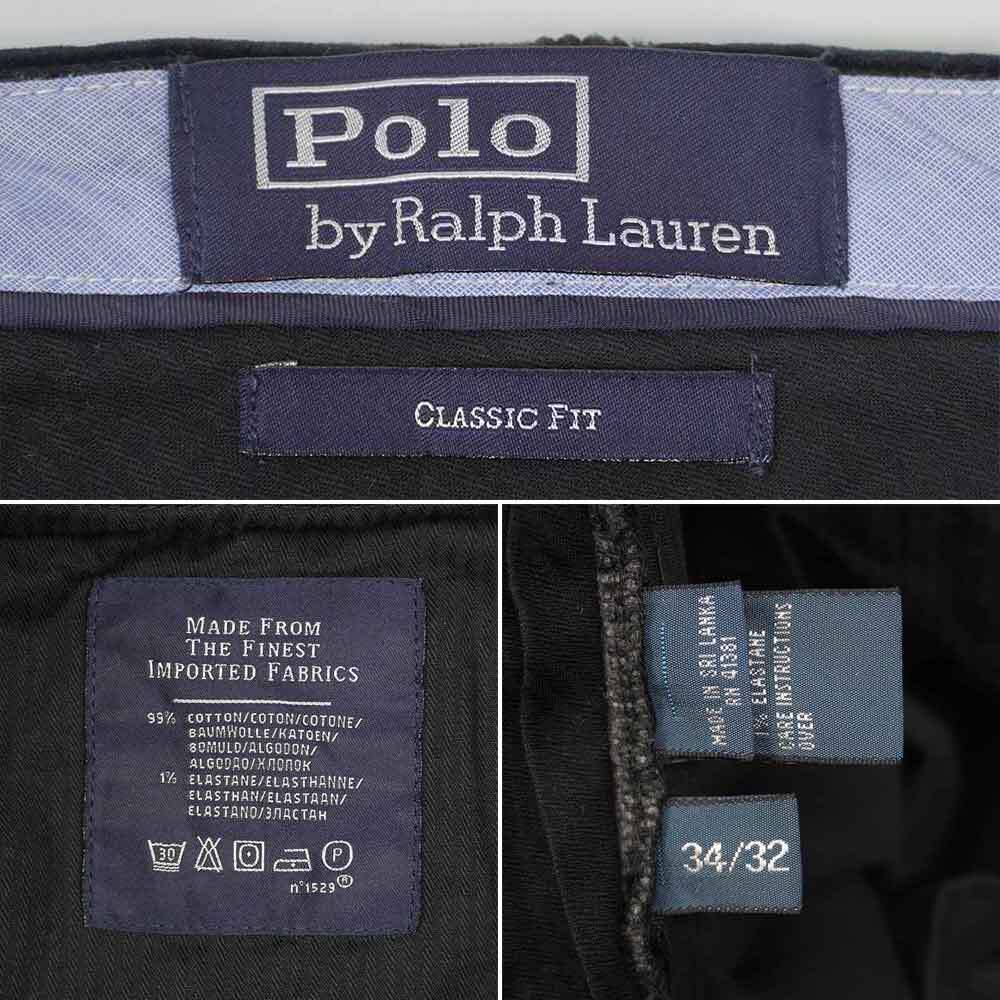 Polo
by Ralph Lauren
CLASSIC FIT
MADE FROM
THE FINEST
IMPORTED FABRICS
99% COTTON/COTON/COTONE/
BAUMWOLLE/KATOEN/
BOMULD/ALGODON/
ALGODAO/ХЛОПОК
1% ELASTANE/ELASTHANNE/
ELASTHAN/ELASTAAN/
ELASTANO/ЭЛАСТАН
30 P
n°1529 R
MADE IN SRI LANKA
RN 41381
1% ELASTANE
CARE INSTRUCTIONS
OVER
34/32